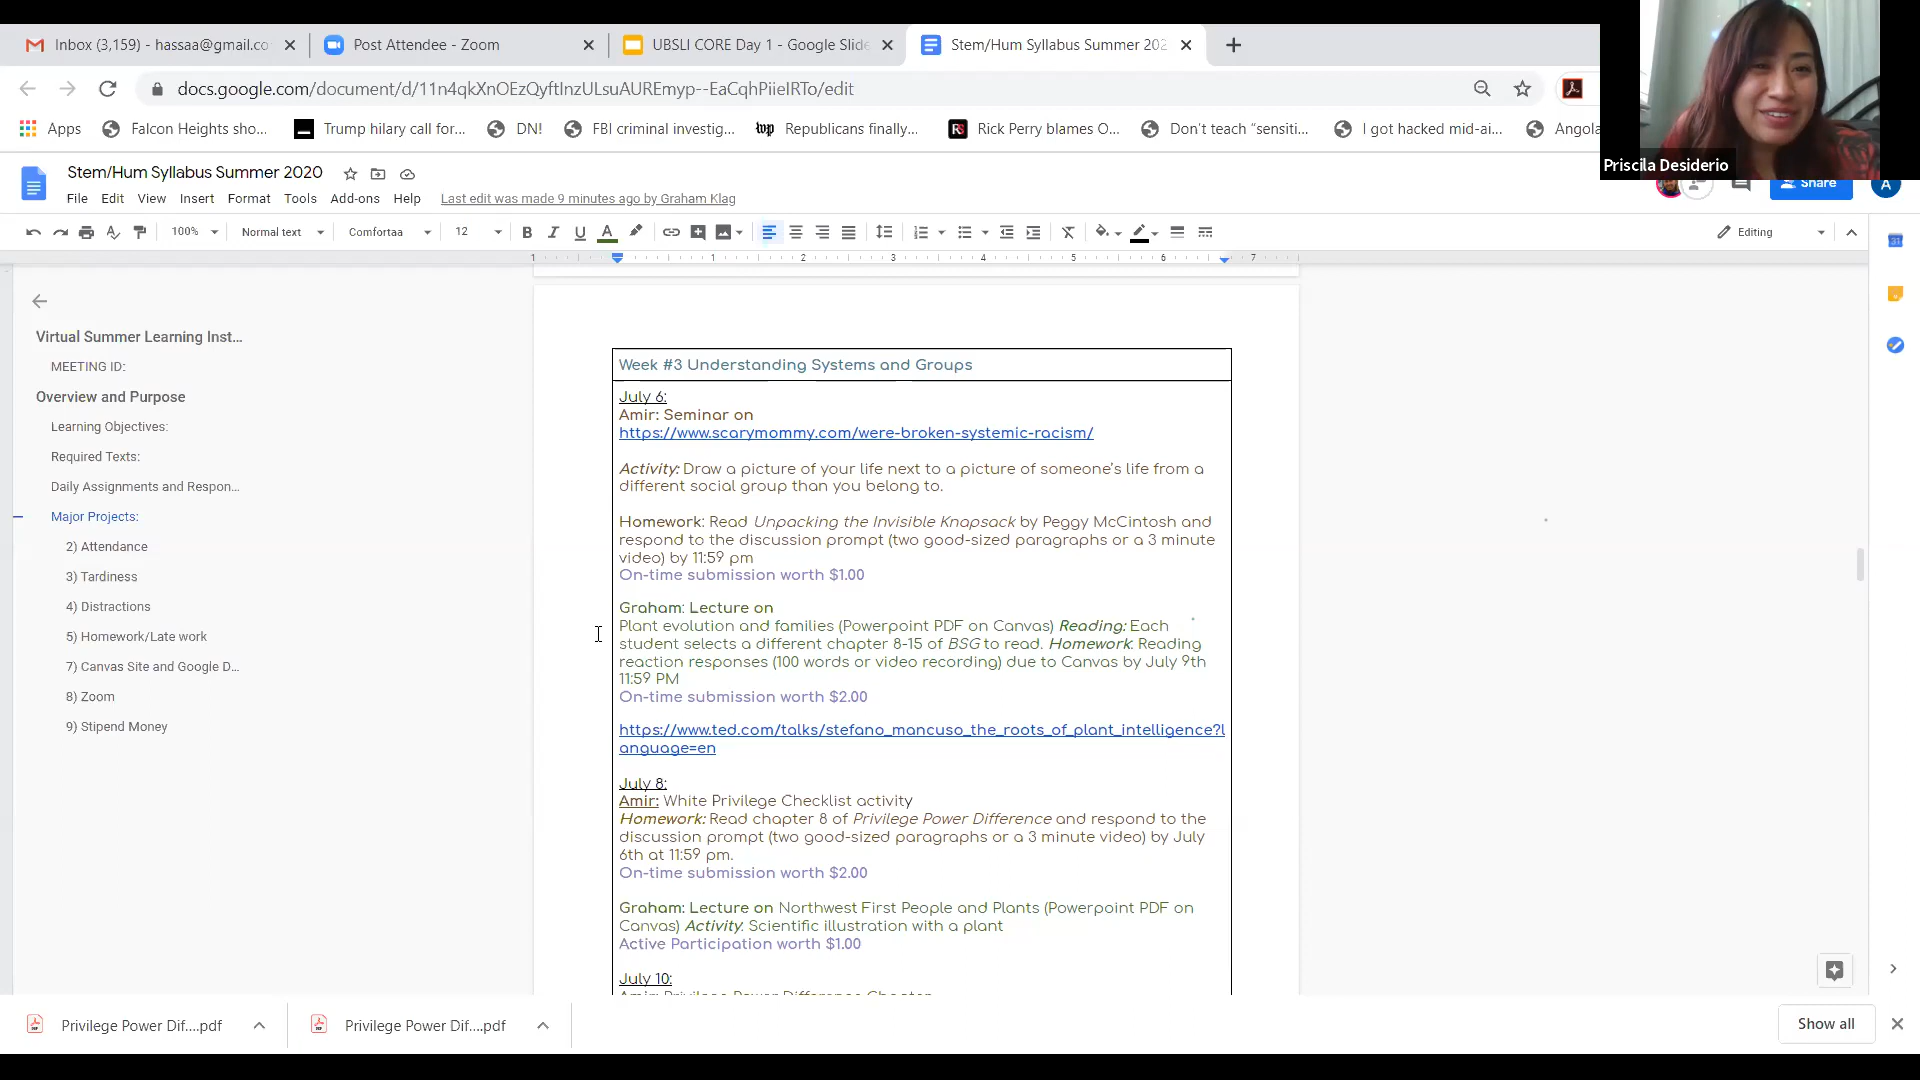 Inbox (3,159) - hassaa@gmail.co
Post Attendee - Zoom
UBSLI CORE Day 1 - Google Slide
Stem/Hum Syllabus Summer 202
docs.google.com/document/d/11n4qkXnOEzQyftInzULsuAUREmyp--EaCqhPiieIRTo/edit
Apps
Falcon Heights sho...
Trump hilary call for...
DN!
FBI criminal investig...
wp
Republicans finally...
RS
Rick Perry blames O...
Don't teach "sensiti...
I got hacked mid-ai...
Angola
Priscila Desiderio
Stem/Hum Syllabus Summer 2020
File Edit View Insert Format Tools Add-ons Help Last edit was made 9 minutes ago by Graham Klag
Share
A
100% Normal text Comfortaa 12 B I U A
Editing
1 1 2 3 4 5 6 7
31
Virtual Summer Learning Inst...
MEETING ID:
Overview and Purpose
Learning Objectives:
Required Texts:
Daily Assignments and Respon...
Major Projects:
2) Attendance
3) Tardiness
4) Distractions
5) Homework/Late work
7) Canvas Site and Google D...
8) Zoom
9) Stipend Money
Week #3 Understanding Systems and Groups
July 6:
Amir: Seminar on
https://www.scarymommy.com/were-broken-systemic-racism/
Activity: Draw a picture of your life next to a picture of someone's life from a
different social group than you belong to.
Homework: Read Unpacking the Invisible Knapsack by Peggy McCintosh and
respond to the discussion prompt (two good-sized paragraphs or a 3 minute
video) by 11:59 pm
On-time submission worth $1.00
Graham: Lecture on
Plant evolution and families (Powerpoint PDF on Canvas) Reading: Each
student selects a different chapter 8-15 of BSG to read. Homework: Reading
reaction responses (100 words or video recording) due to Canvas by July 9th
11:59 PM
On-time submission worth $2.00
https://www.ted.com/talks/stefano_mancuso_the_roots_of_plant_intelligence?l
anguage=en
July 8:
Amir: White Privilege Checklist activity
Homework: Read chapter 8 of Privilege Power Difference and respond to the
discussion prompt (two good-sized paragraphs or a 3 minute video) by July
6th at 11:59 pm.
On-time submission worth $2.00
Graham: Lecture on Northwest First People and Plants (Powerpoint PDF on
Canvas) Activity: Scientific illustration with a plant
Active Participation worth $1.00
July 10:
Amir: Privilege Power Difference Chapter
Privilege Power Dif....pdf
Privilege Power Dif....pdf
Show all